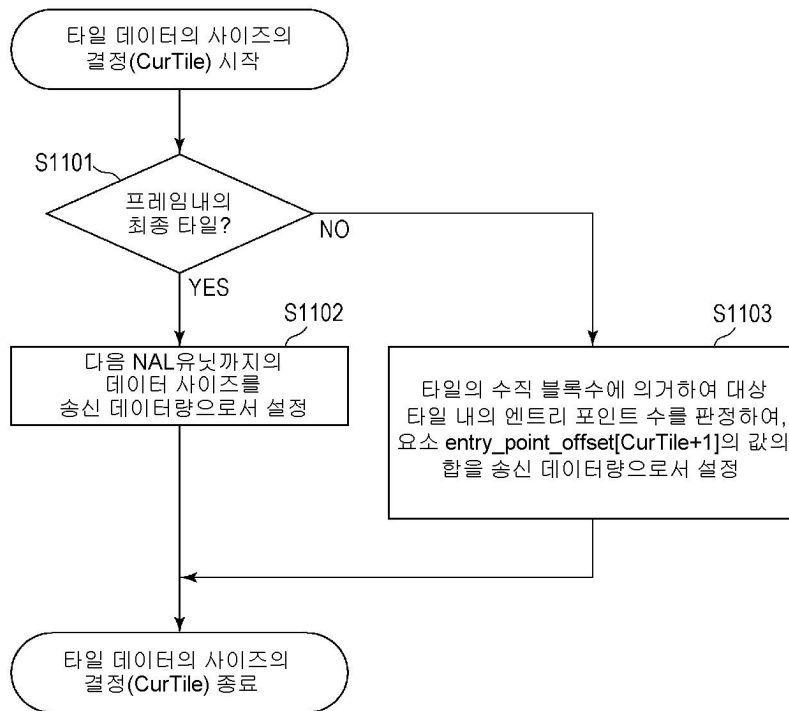 타일 데이터의 사이즈의
결정(CurTile) 시작
S1101
프레임내의
최종 타일?
NO
YES
S1102
다음 NAL유닛까지의
데이터 사이즈를
송신 데이터량으로서 설정
S1103
타일의 수직 블록수에 의거하여 대상
타일 내의 엔트리 포인트 수를 판정하여,
요소 entry_point_offset[CurTile+1]의 값의
합을 송신 데이터량으로서 설정
타일 데이터의 사이즈의
결정(CurTile) 종료